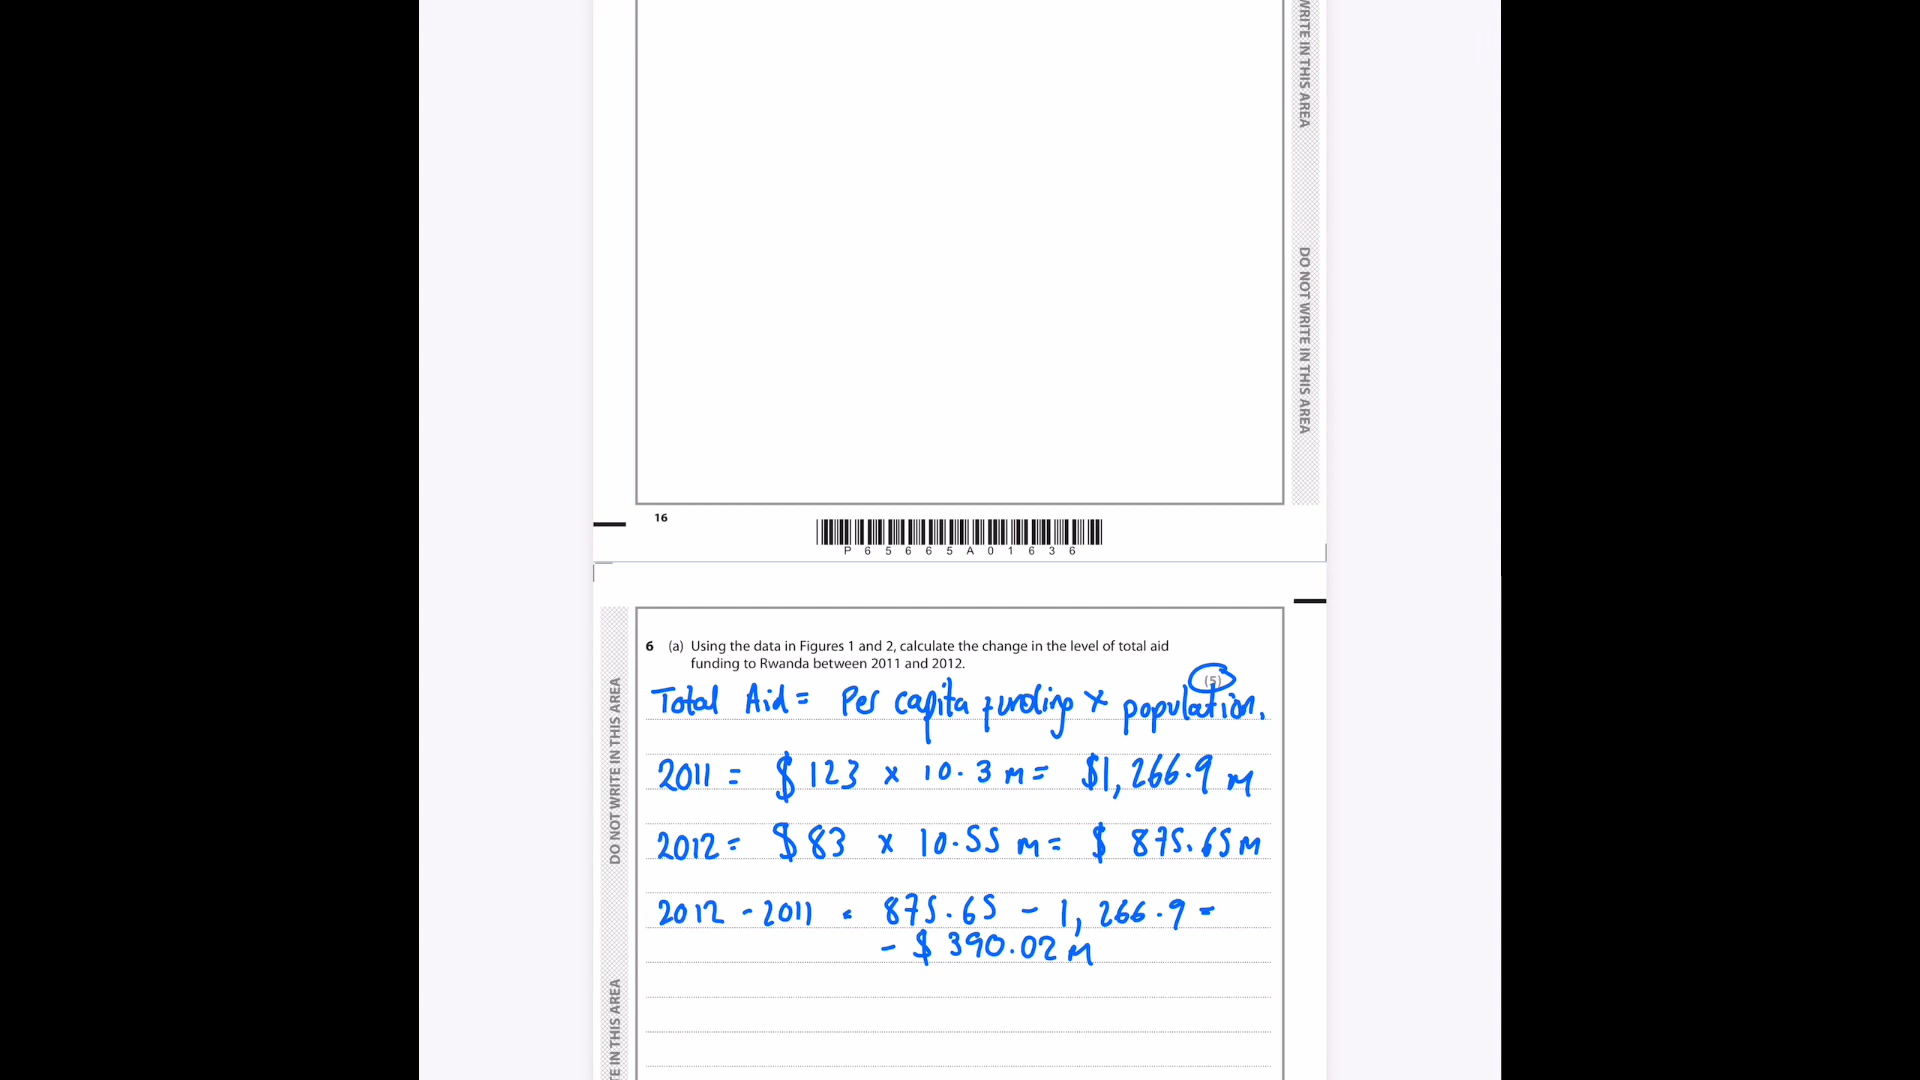 WRITE IN THIS AREA
DO NOT WRITE IN THIS AREA
16
P 6 5 6 6 5 A 0 1 6 3 6
DO NOT WRITE IN THIS AREA
TE IN THIS AREA
6 (a) Using the data in Figures 1 and 2, calculate the change in the level of total aid
funding to Rwanda between 2011 and 2012.
(5)
Total Aid = Per capita funding × population.
2011 = $ 123 × 10.3 M = $1,266.9 M
2012 = $ 83 × 10.55 M = $ 875.65 M
2012 - 2011 = 875.65 - 1,266.9 =
- $ 390.02 M